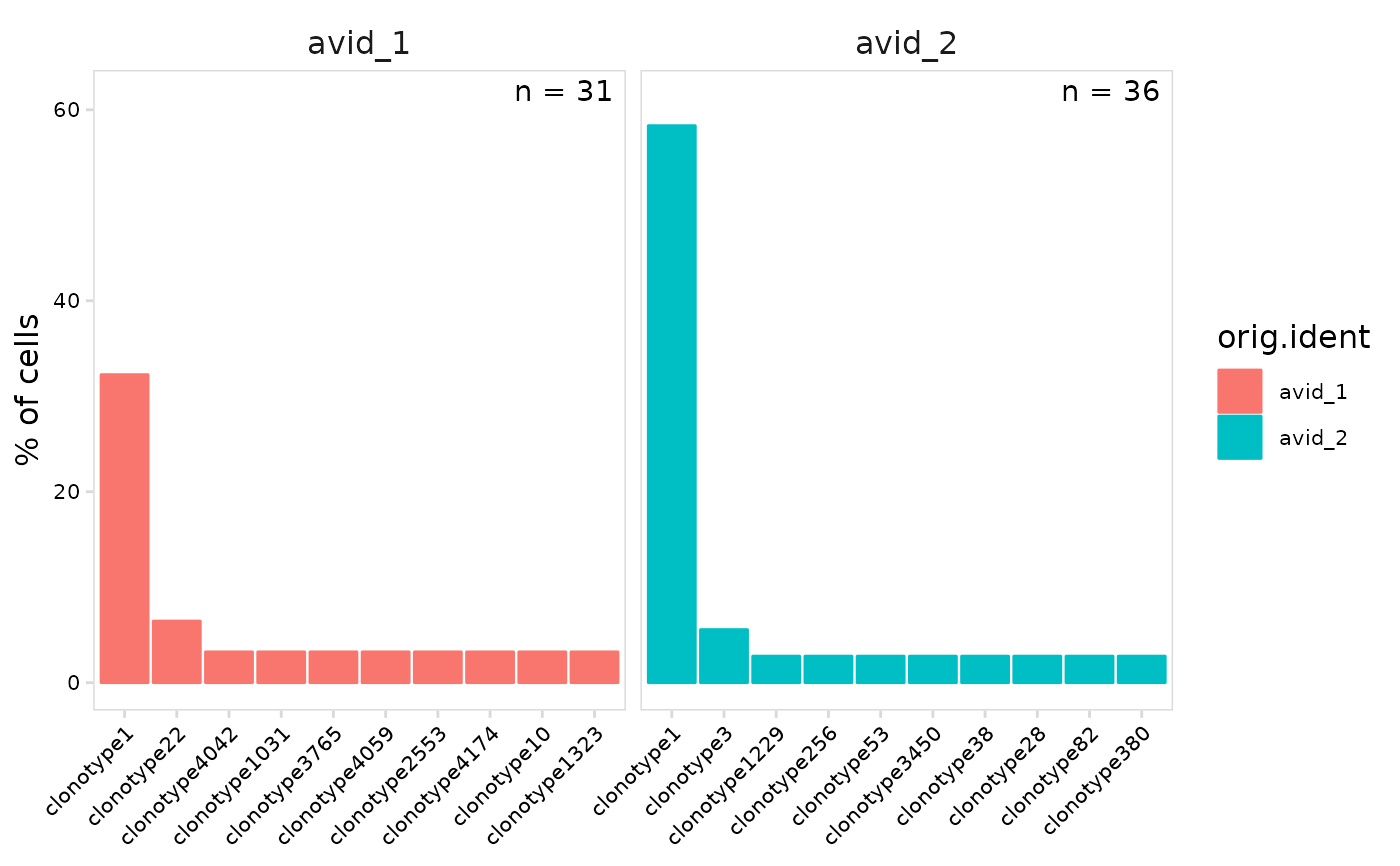 avid_1
avid_2
n = 31
n = 36
60
40
20
0
% of cells
clonotype1
clonotype22
clonotype4042
clonotype1031
clonotype3765
clonotype4059
clonotype2553
clonotype4174
clonotype10
clonotype1323
clonotype1
clonotype3
clonotype1229
clonotype256
clonotype53
clonotype3450
clonotype38
clonotype28
clonotype82
clonotype380
orig.ident
avid_1
avid_2